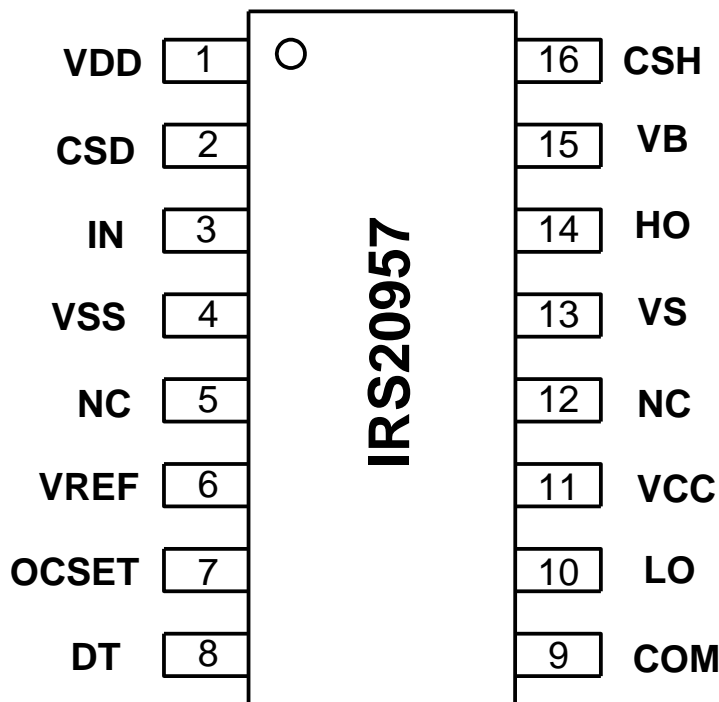 VDD 1 16 CSH
CSD 2 15 VB
IN 3 14 HO
VSS 4 13 VS
NC 5 12 NC
VREF 6 11 VCC
OCSET 7 10 LO
DT 8 9 COM
IRS20957